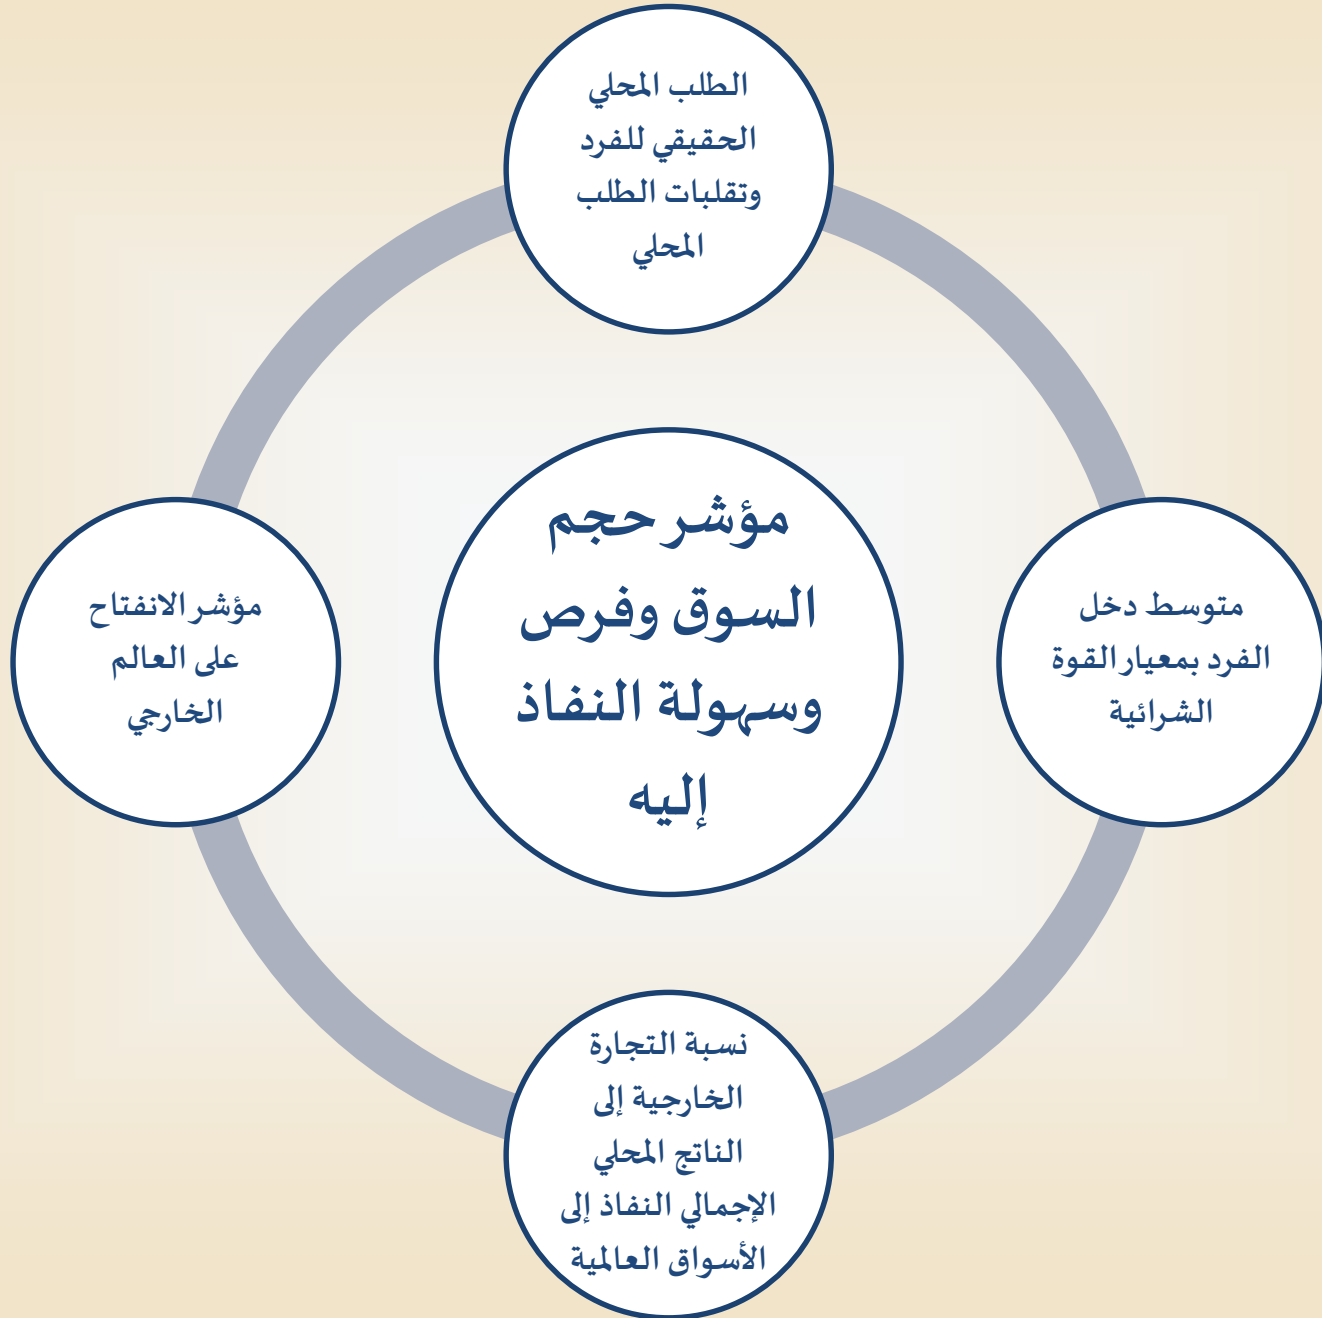 الطلب المحلي
الحقيقي للفرد
وتقلبات الطلب
المحلي
متوسط دخل
الفرد بمعيار القوة
الشرائية
مؤشر حجم
السوق وفرص
وسهولة النفاذ
إليه
مؤشر الانفتاح
على العالم
الخارجي
نسبة التجارة
الخارجية إلى
الناتج المحلي
الإجمالي النفاذ إلى
الأسواق العالمية